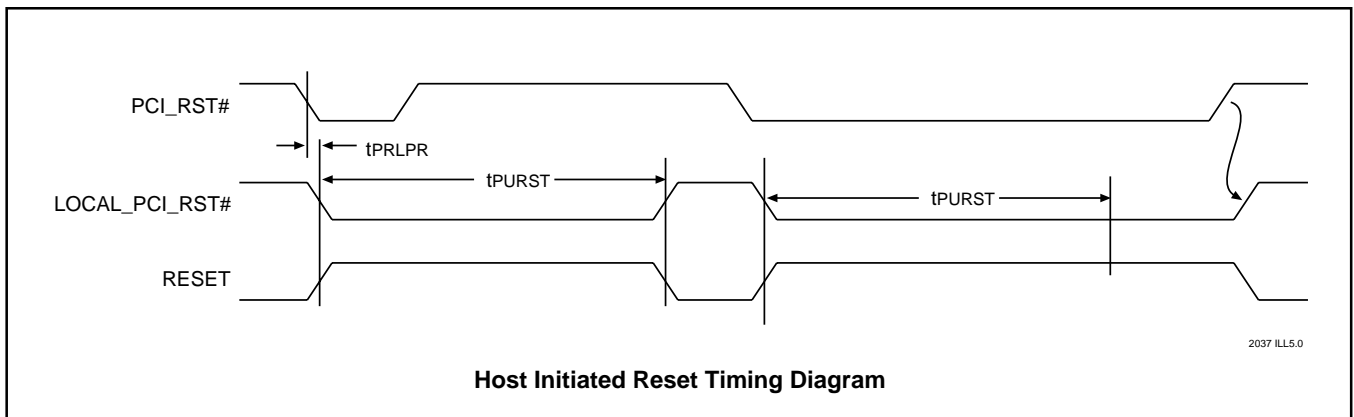 PCI_RST#
tPRLPR
tPURST
tPURST
LOCAL_PCI_RST#
RESET
2037 ILL5.0
Host Initiated Reset Timing Diagram